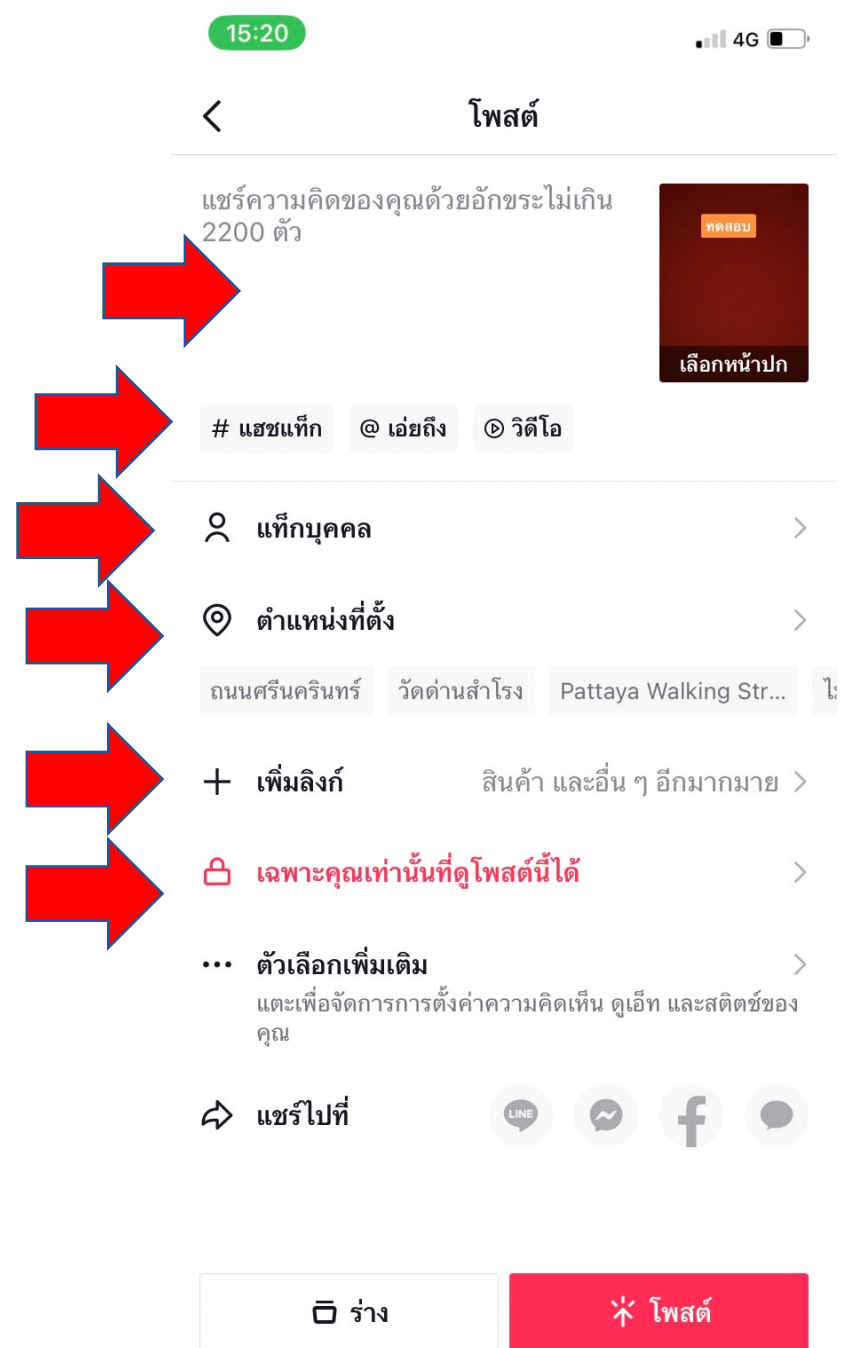 15:20
4G
โพสต์
แชร์ความคิดของคุณด้วยอักขระไม่เกิน
2200 ตัว
ทดสอบ
เลือกหน้าปก
# แฮชแท็ก @ เอ่ยถึง วิดีโอ
แท็กบุคคล
ตำแหน่งที่ตั้ง
ถนนศรีนครินทร์ วัดด่านสำโรง Pattaya Walking Str...
เพิ่มลิงก์ สินค้า และอื่น ๆ อีกมากมาย
เฉพาะคุณเท่านั้นที่ดูโพสต์นี้ได้
ตัวเลือกเพิ่มเติม
แตะเพื่อจัดการการตั้งค่าความคิดเห็น ดูเอ็ท และสติตช์ของ
คุณ
แชร์ไปที่ LINE
ร่าง โพสต์